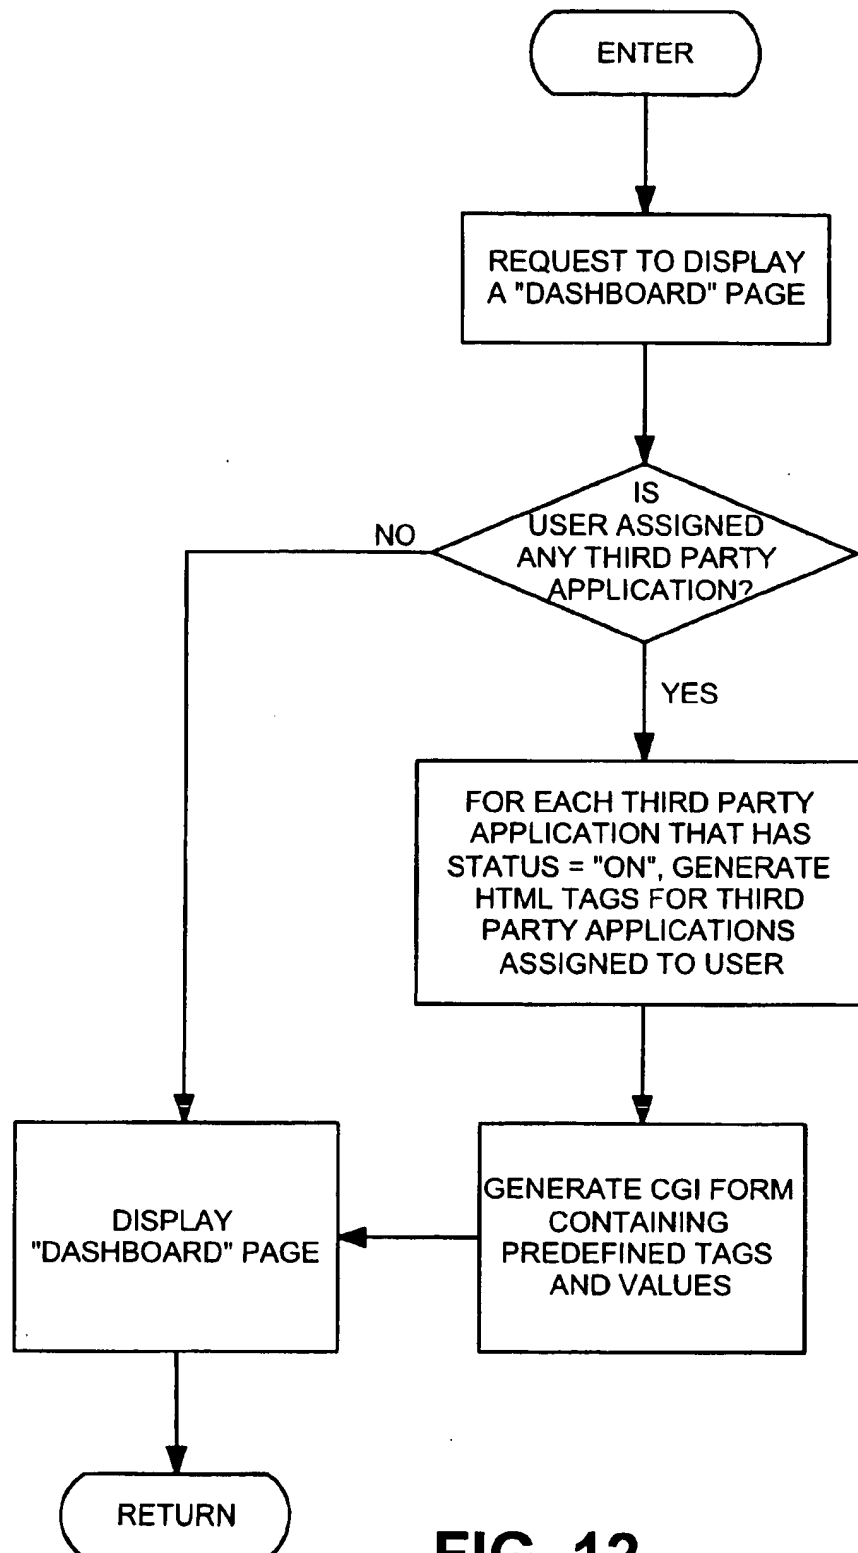 ENTER
REQUEST TO DISPLAY
A "DASHBOARD" PAGE
IS
USER ASSIGNED
ANY THIRD PARTY
APPLICATION?
NO
YES
FOR EACH THIRD PARTY
APPLICATION THAT HAS
STATUS = "ON", GENERATE
HTML TAGS FOR THIRD
PARTY APPLICATIONS
ASSIGNED TO USER
GENERATE CGI FORM
CONTAINING
PREDEFINED TAGS
AND VALUES
DISPLAY
"DASHBOARD" PAGE
RETURN
FIG. 12